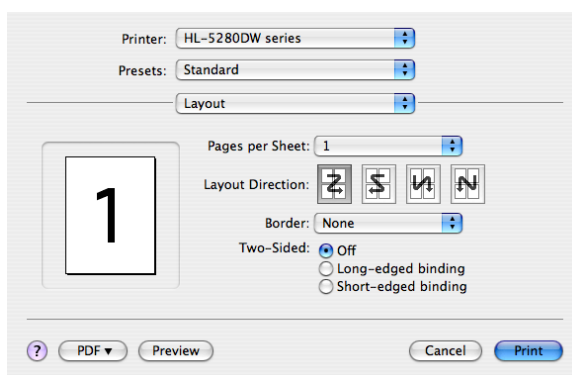 Printer: HL-5280DW series
Presets: Standard
Layout
Pages per Sheet: 1
Layout Direction:
Border: None
Two-Sided: Off
Long-edged binding
Short-edged binding
1
? PDF▼ Preview Cancel Print